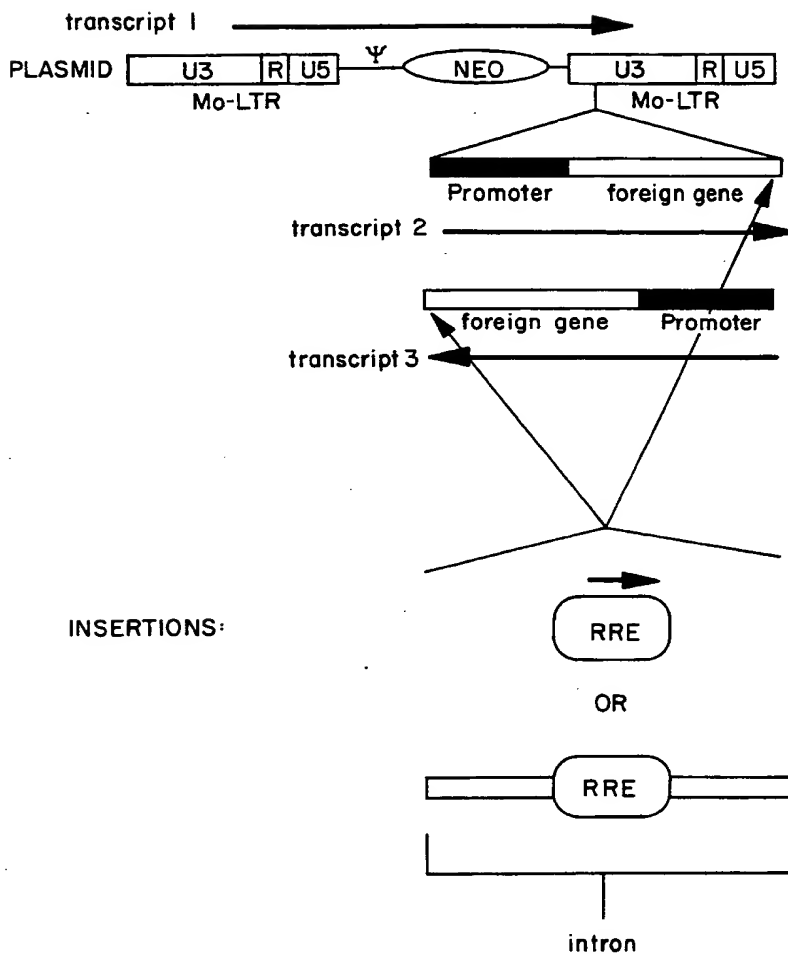 transcript 1
Ψ
PLASMID U3 R U5 NEO U3 R U5
Mo-LTR Mo-LTR
Promoter foreign gene
transcript 2
foreign gene Promoter
transcript 3
INSERTIONS:
RRE
OR
RRE
intron